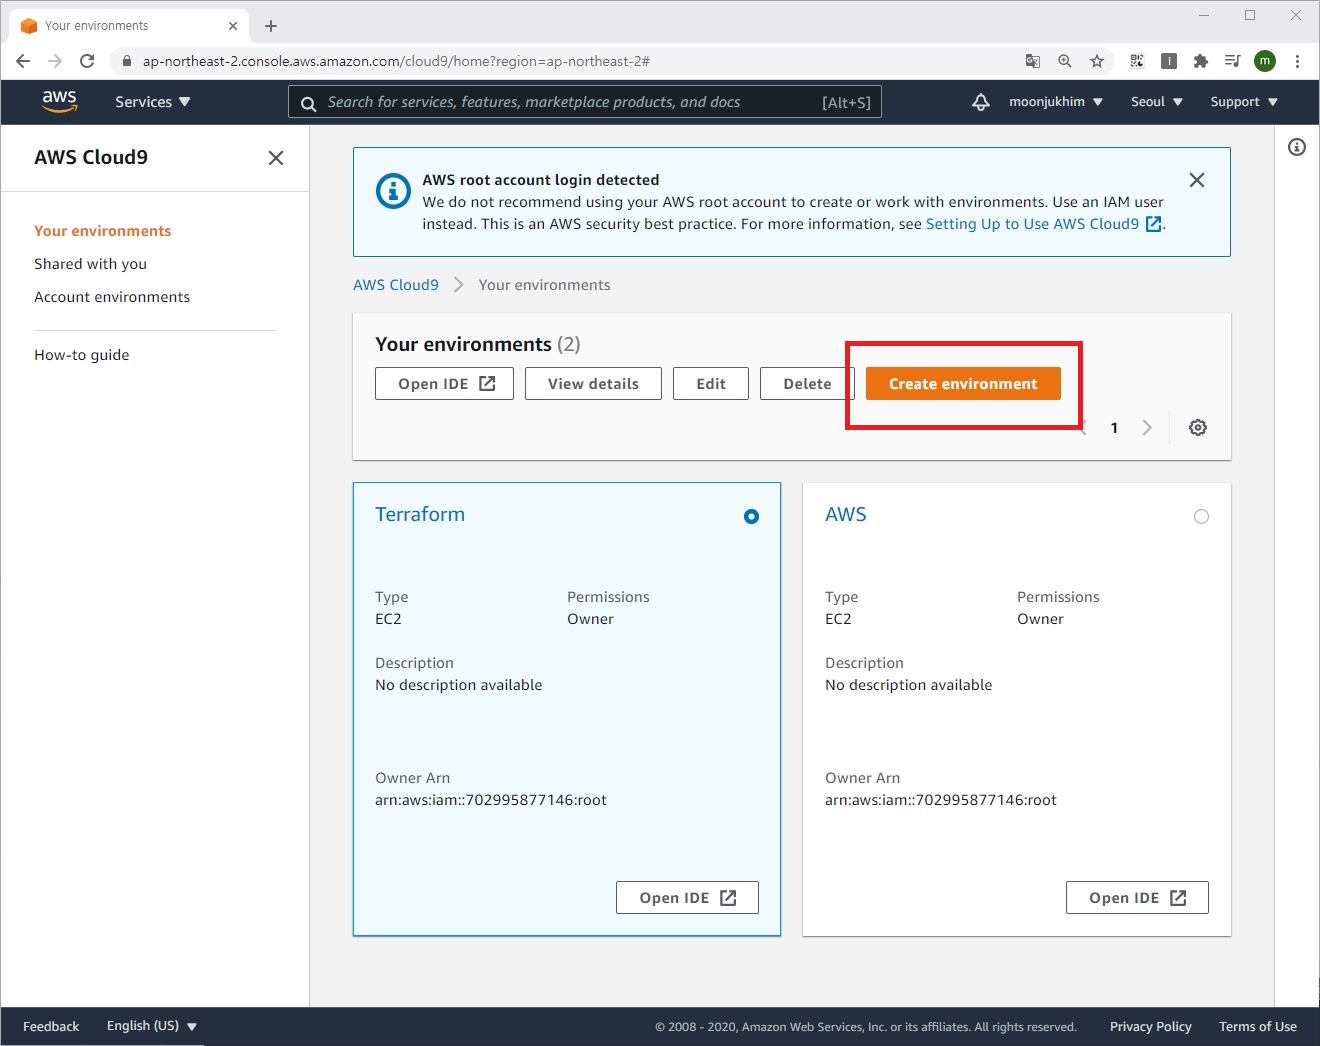 Your environments
ap-northeast-2.console.aws.amazon.com/cloud9/home?region=ap-northeast-2#
m
aws
Services
Search for services, features, marketplace products, and docs [Alt+S]
moonjukhim
Seoul
Support
AWS Cloud9
Your environments
Shared with you
Account environments
How-to guide
AWS root account login detected
We do not recommend using your AWS root account to create or work with environments. Use an IAM user
instead. This is an AWS security best practice. For more information, see Setting Up to Use AWS Cloud9.
AWS Cloud9 > Your environments
Your environments (2)
Open IDE
View details
Edit
Delete
Create environment
1
Terraform
Type
EC2
Permissions
Owner
Description
No description available
Owner Arn
arn:aws:iam::702995877146:root
Open IDE
AWS
Type
EC2
Permissions
Owner
Description
No description available
Owner Arn
arn:aws:iam::702995877146:root
Open IDE
Feedback
English (US)
© 2008 - 2020, Amazon Web Services, Inc. or its affiliates. All rights reserved.
Privacy Policy
Terms of Use